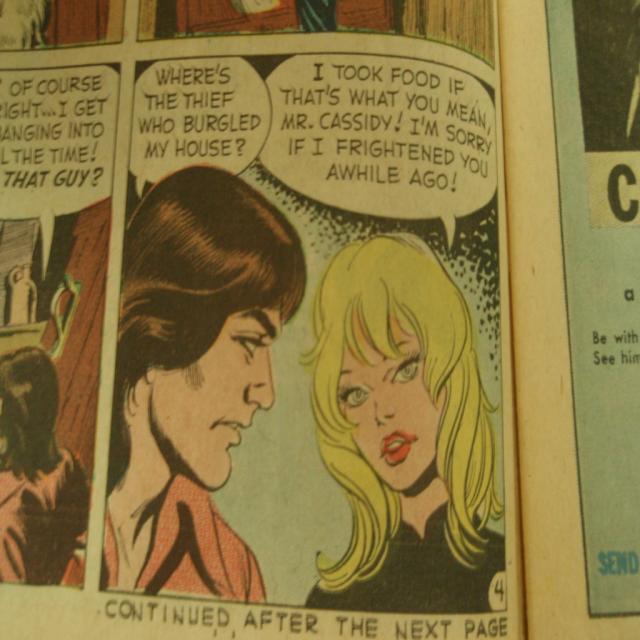 OF COURSE
RIGHT... I GET
HANGING INTO
THE TIME!
THAT GUY?
WHERE'S
THE THIEF
WHO BURGLED
MY HOUSE?
I TOOK FOOD IF
THAT'S WHAT YOU MEAN,
MR. CASSIDY! I'M SORRY
IF I FRIGHTENED YOU
AWHILE AGO!
4
CONTINUED AFTER THE NEXT PAGE
C
a
Be with
See him
SEND